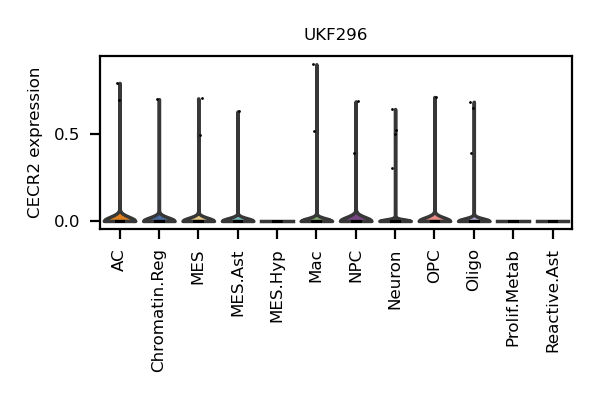 UKF296
CECR2 expression
0.5
0.0
AC
Chromatin.Reg
MES
MES.Ast
MES.Hyp
Mac
NPC
Neuron
OPC
Oligo
Prolif.Metab
Reactive.Ast